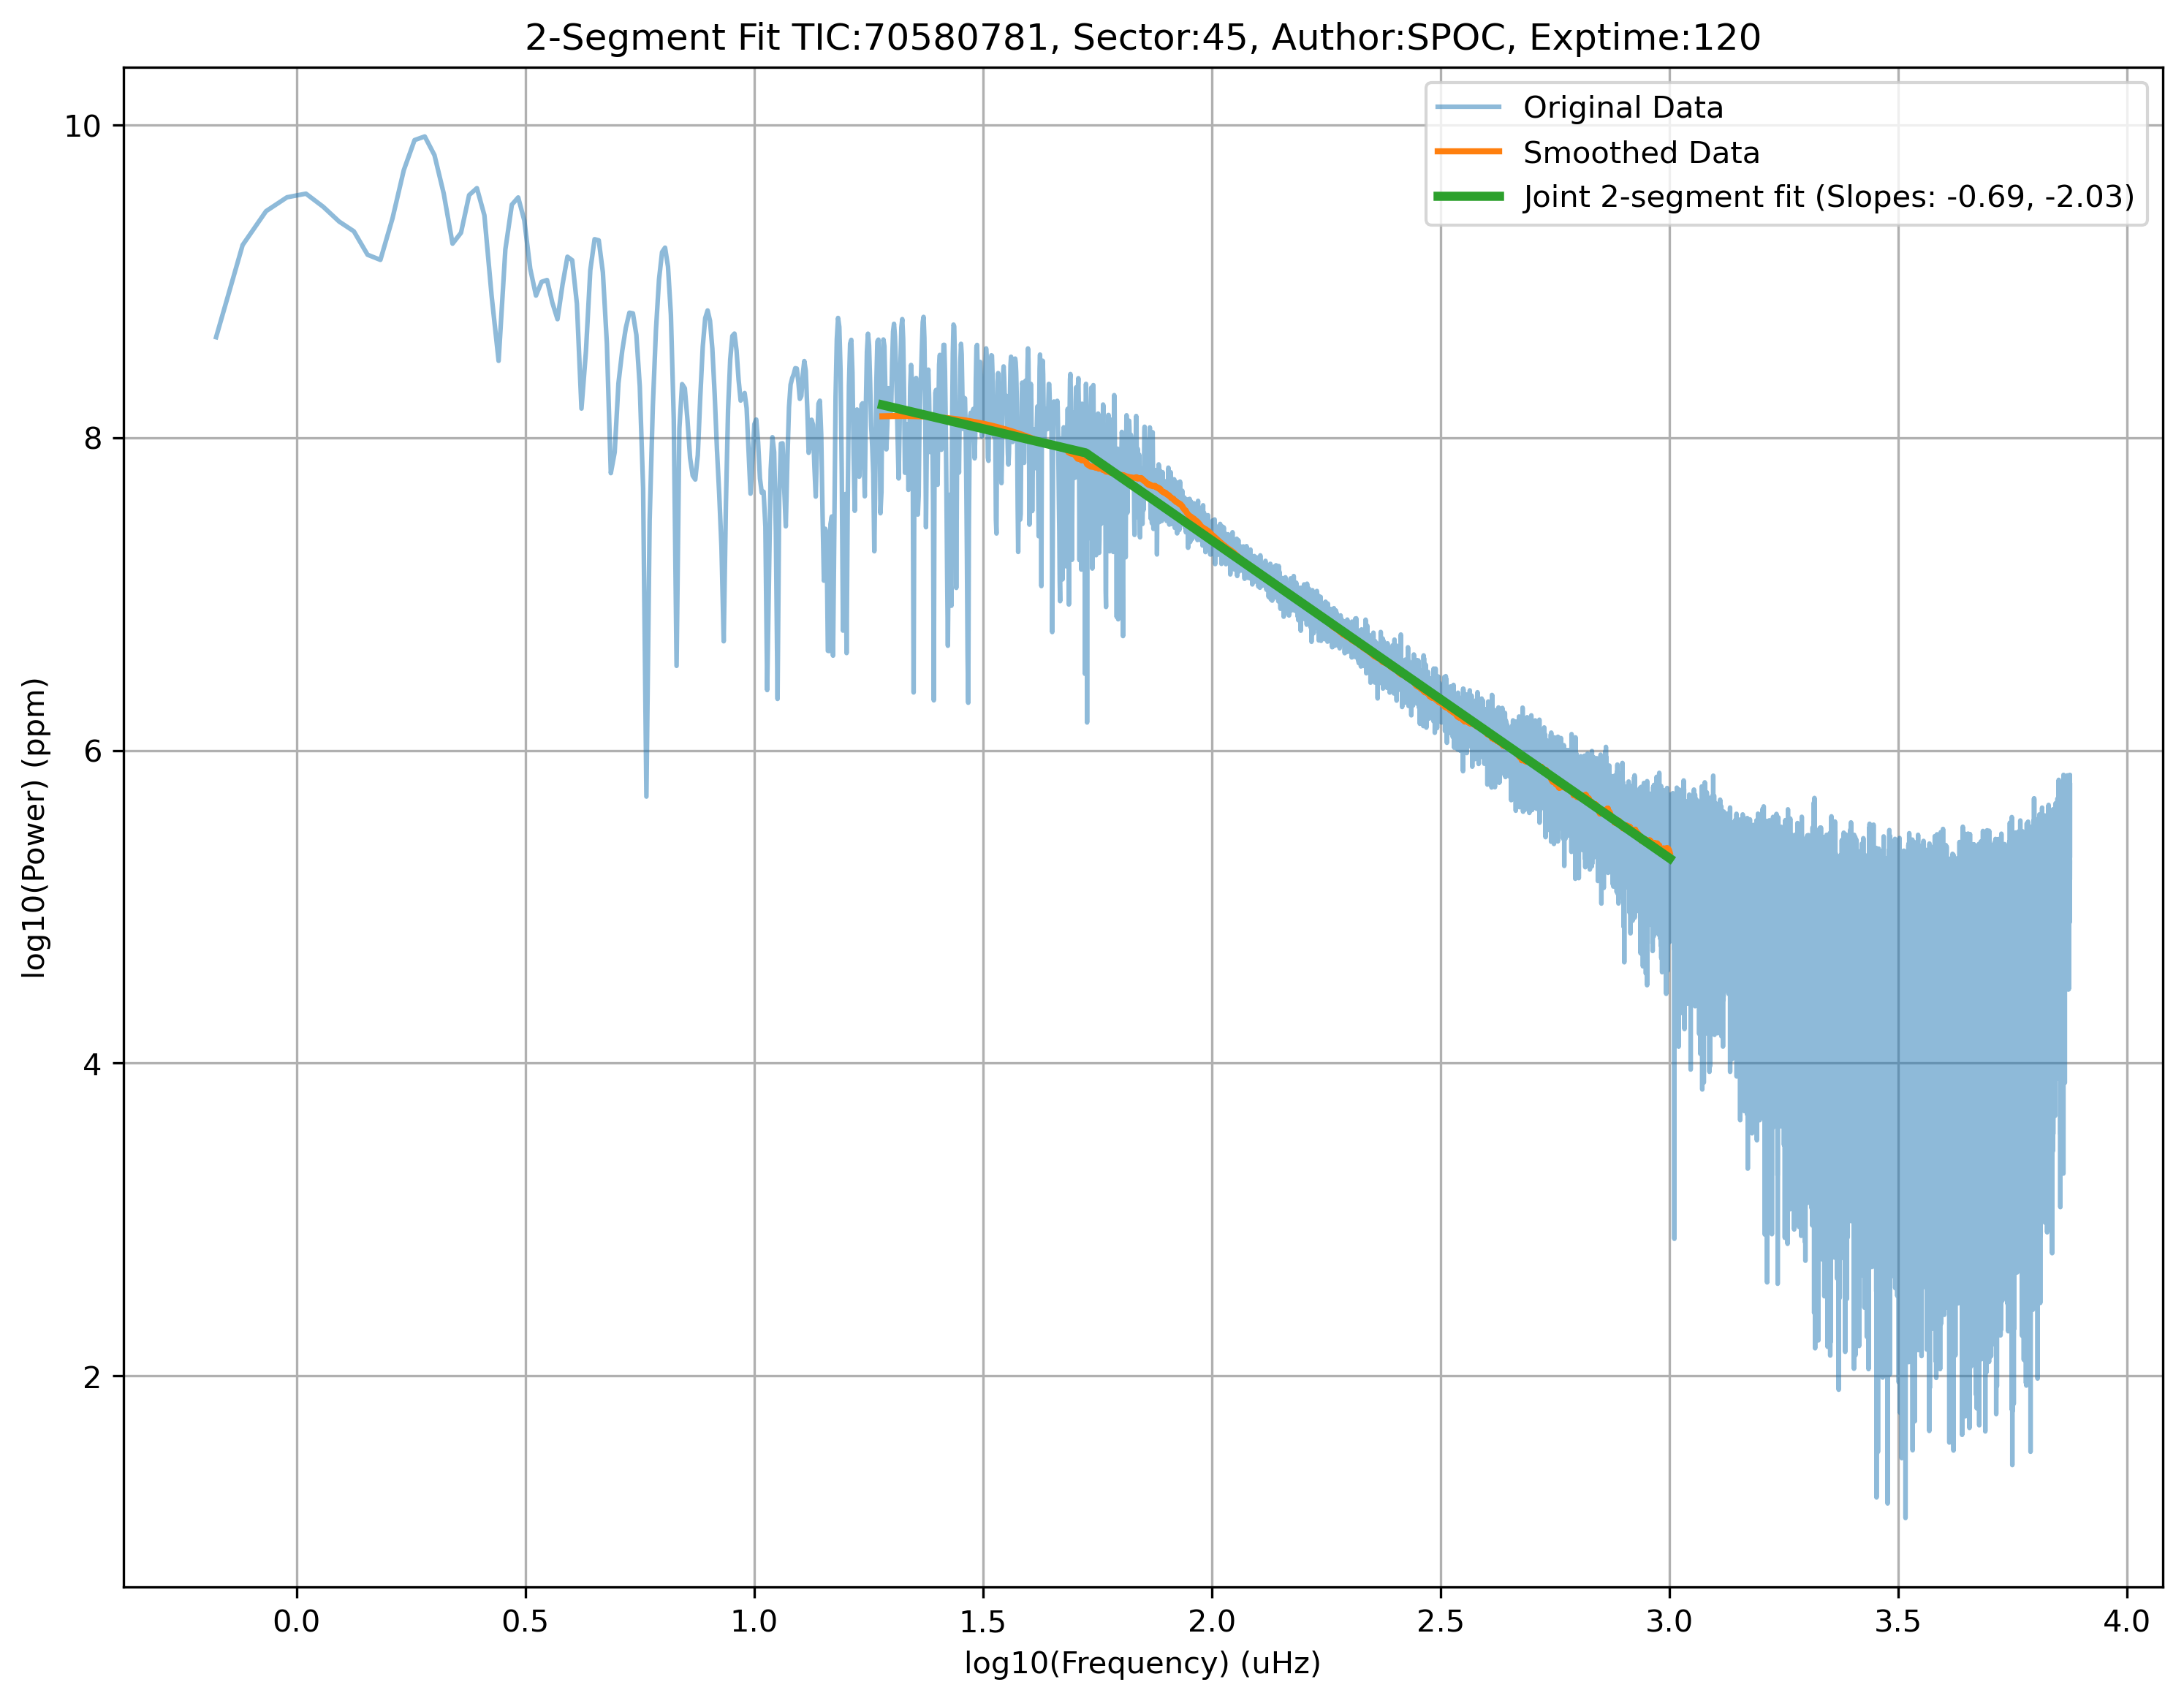 2-Segment Fit TIC:70580781, Sector:45, Author:SPOC, Exptime:120
Original Data
Smoothed Data
Joint 2-segment fit (Slopes: -0.69, -2.03)
log10(Power) (ppm)
10
8
6
4
2
0.0 0.5 1.0 1.5 2.0 2.5 3.0 3.5 4.0
log10(Frequency) (uHz)